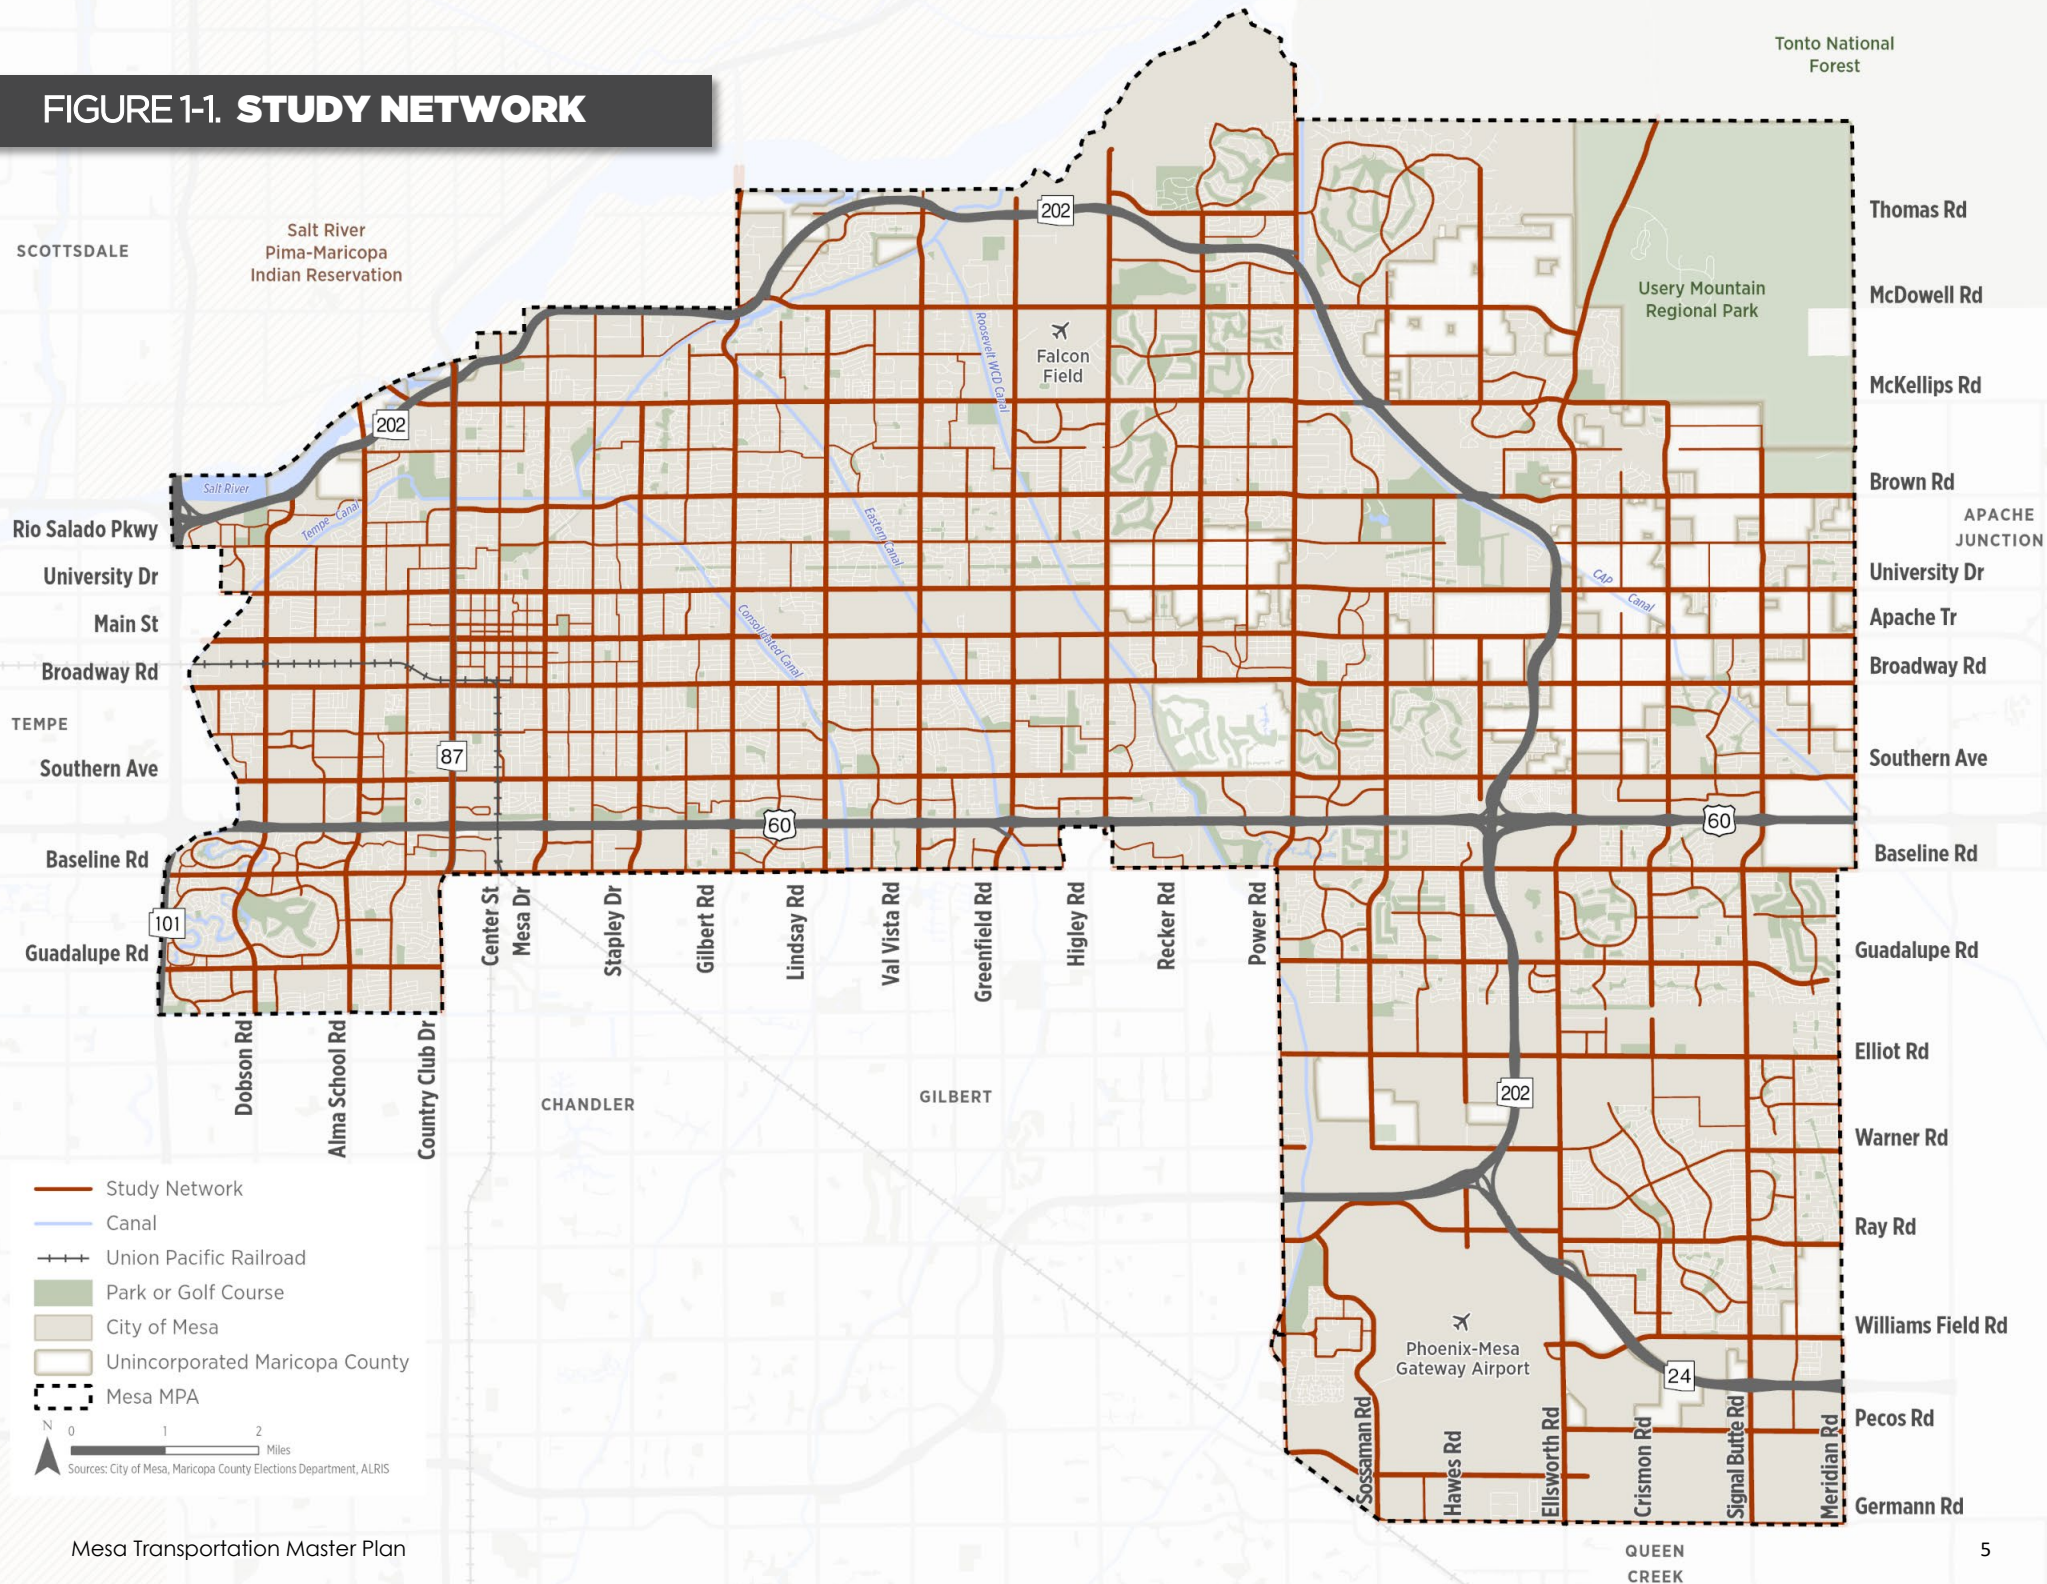 FIGURE 1-1. STUDY NETWORK
Tonto National
Forest
SCOTTSDALE
Salt River
Pima-Maricopa
Indian Reservation
202
Thomas Rd
Usery Mountain
Regional Park
McDowell Rd
Roosevelt WCD Canal
Falcon
Field
McKellips Rd
202
Salt River
Tempe Canal
Brown Rd
APACHE
JUNCTION
Rio Salado Pkwy
Eastern Canal
University Dr
University Dr
CAP Canal
Main St
Consolidated Canal
Apache Tr
Broadway Rd
Broadway Rd
TEMPE
87
Southern Ave
Southern Ave
60
60
Baseline Rd
Baseline Rd
101
Guadalupe Rd
Center St
Mesa Dr
Stapley Dr
Gilbert Rd
Lindsay Rd
Val Vista Rd
Greenfield Rd
Higley Rd
Recker Rd
Power Rd
Guadalupe Rd
Dobson Rd
Alma School Rd
Country Club Dr
CHANDLER
GILBERT
Elliot Rd
202
Warner Rd
Ray Rd
Williams Field Rd
Phoenix-Mesa
Gateway Airport
24
Pecos Rd
Sossaman Rd
Hawes Rd
Ellsworth Rd
Crismon Rd
Signal Butte Rd
Meridian Rd
Germann Rd
QUEEN
CREEK
Study Network
Canal
Union Pacific Railroad
Park or Golf Course
City of Mesa
Unincorporated Maricopa County
Mesa MPA
N
0 1 2
Miles
Sources: City of Mesa, Maricopa County Elections Department, ALRIS
Mesa Transportation Master Plan
5